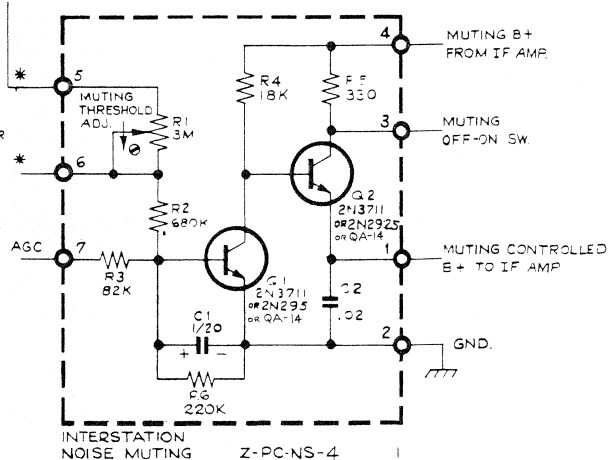 4
MUTING B+
FROM IF AMP.
*
5
MUTING
THRESHOLD
ADJ.
R1
3M
R4
18K
R5
330
3
MUTING
OFF-ON SW.
R
*
6
R2
680K
Q2
2N3711
OR 2N2925
OR QA-14
AGC
7
R3
82K
Q1
2N3711
OR 2N295
OR QA-14
1
MUTING CONTROLLED
B+ TO IF AMP
C2
.02
C1
1/20
+
-
2
GND.
R6
220K
INTERSTATION
NOISE MUTING
Z-PC-NS-4